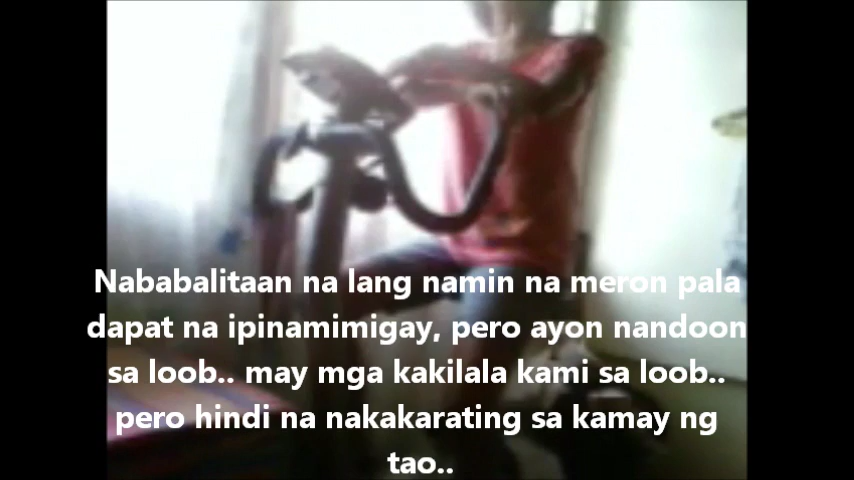 Nababalitaan na lang namin na meron pala
dapat na ipinamimigay, pero ayon nandoon
sa loob.. may mga kakilala kami sa loob..
pero hindi na nakakarating sa kamay ng
tao..